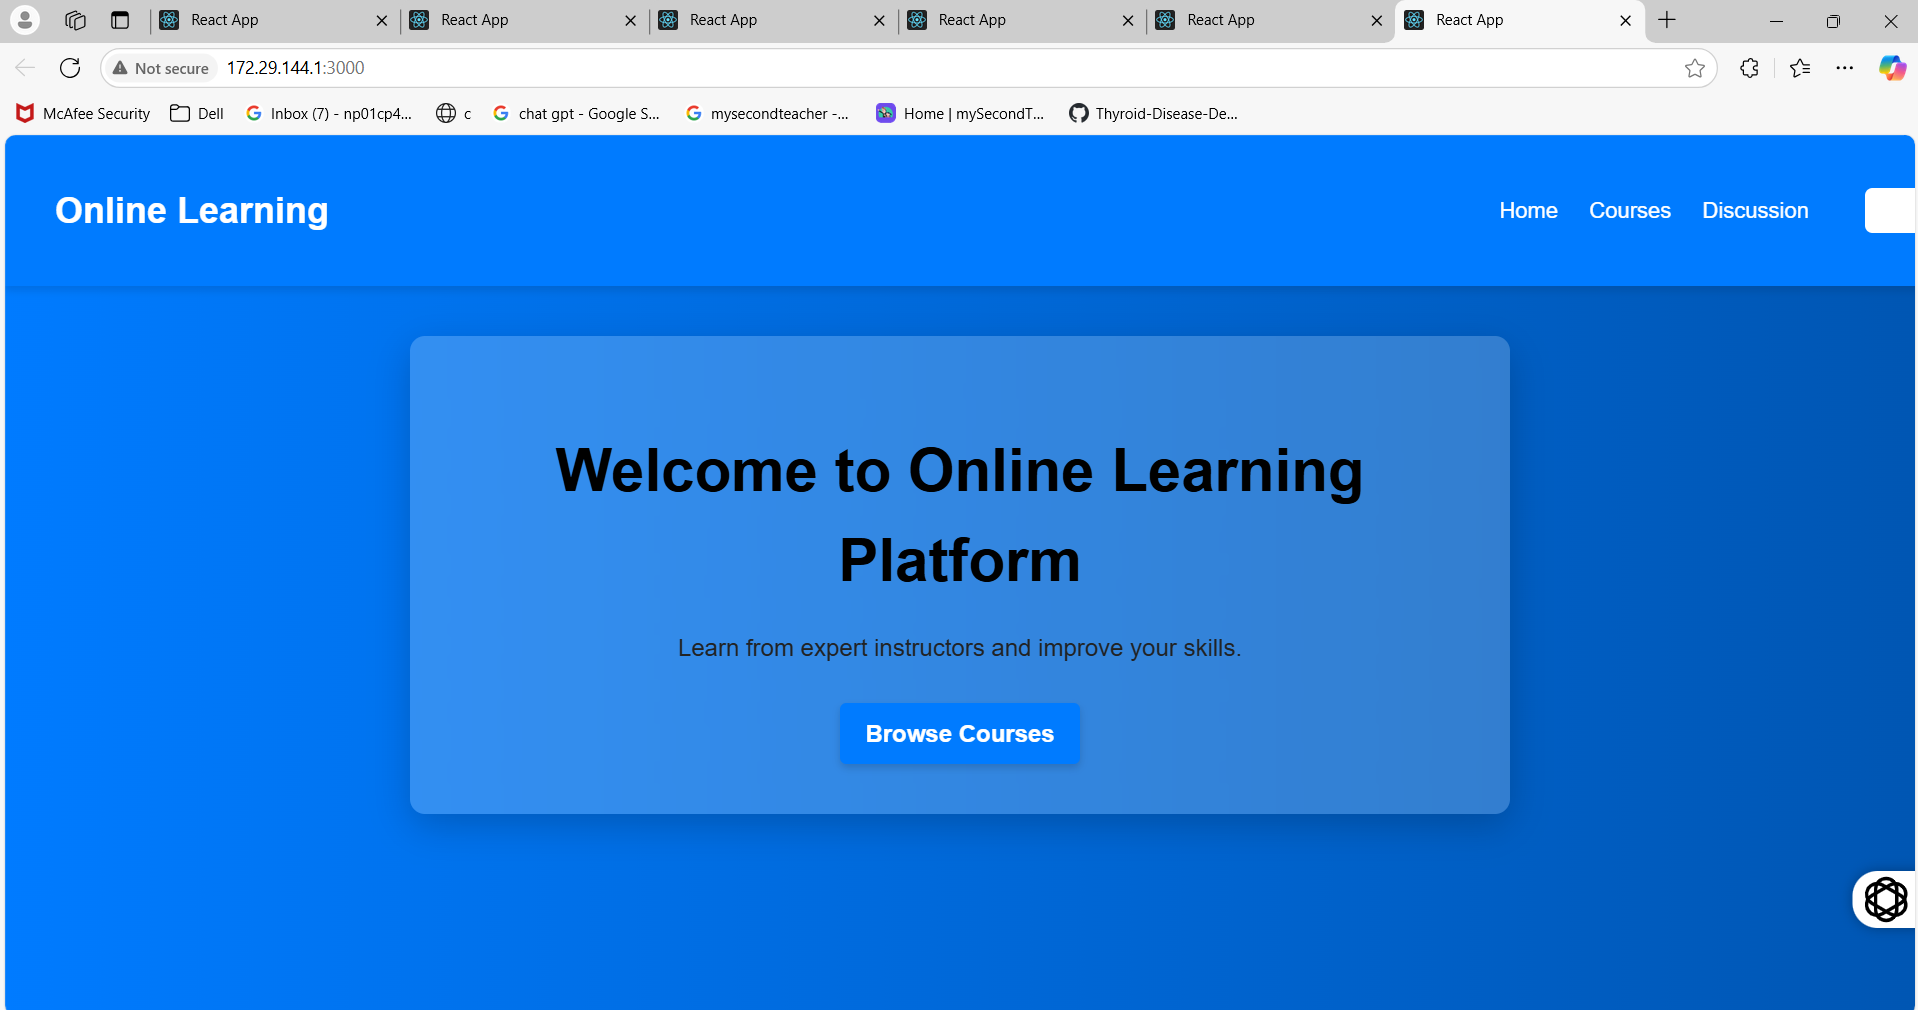 React App
React App
React App
React App
React App
React App
Not secure
172.29.144.1:3000
McAfee Security
Dell
Inbox (7) - np01cp4...
c
chat gpt - Google S...
mysecondteacher -...
Home | mySecondT...
Thyroid-Disease-De...
Online Learning
Home
Courses
Discussion
Welcome to Online Learning
Platform
Learn from expert instructors and improve your skills.
Browse Courses